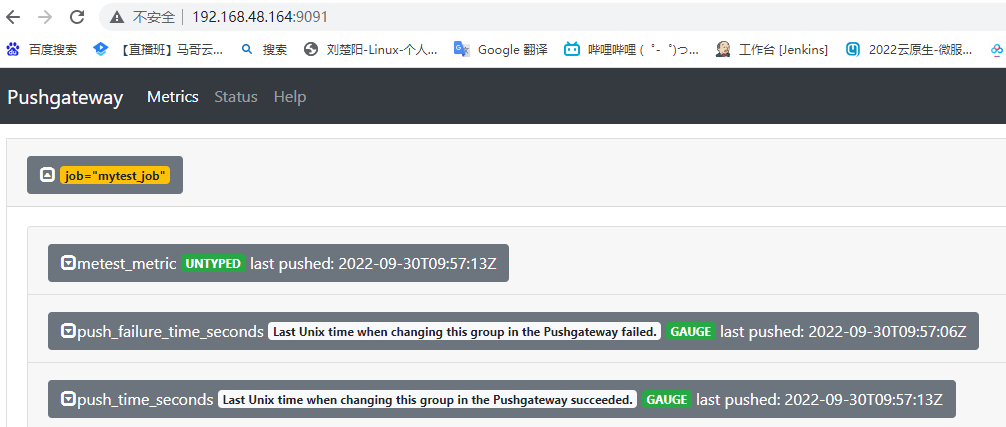 不安全 | 192.168.48.164:9091
百度搜索 【直播班】马哥云... 搜索 刘楚阳-Linux-个人... Google 翻译 哔哩哔哩 ( ゜- ゜)つ... 工作台 [Jenkins] 2022云原生-微服...
Pushgateway Metrics Status Help
job="mytest_job"
metest_metric UNTYPED last pushed: 2022-09-30T09:57:13Z
push_failure_time_seconds Last Unix time when changing this group in the Pushgateway failed. GAUGE last pushed: 2022-09-30T09:57:06Z
push_time_seconds Last Unix time when changing this group in the Pushgateway succeeded. GAUGE last pushed: 2022-09-30T09:57:13Z